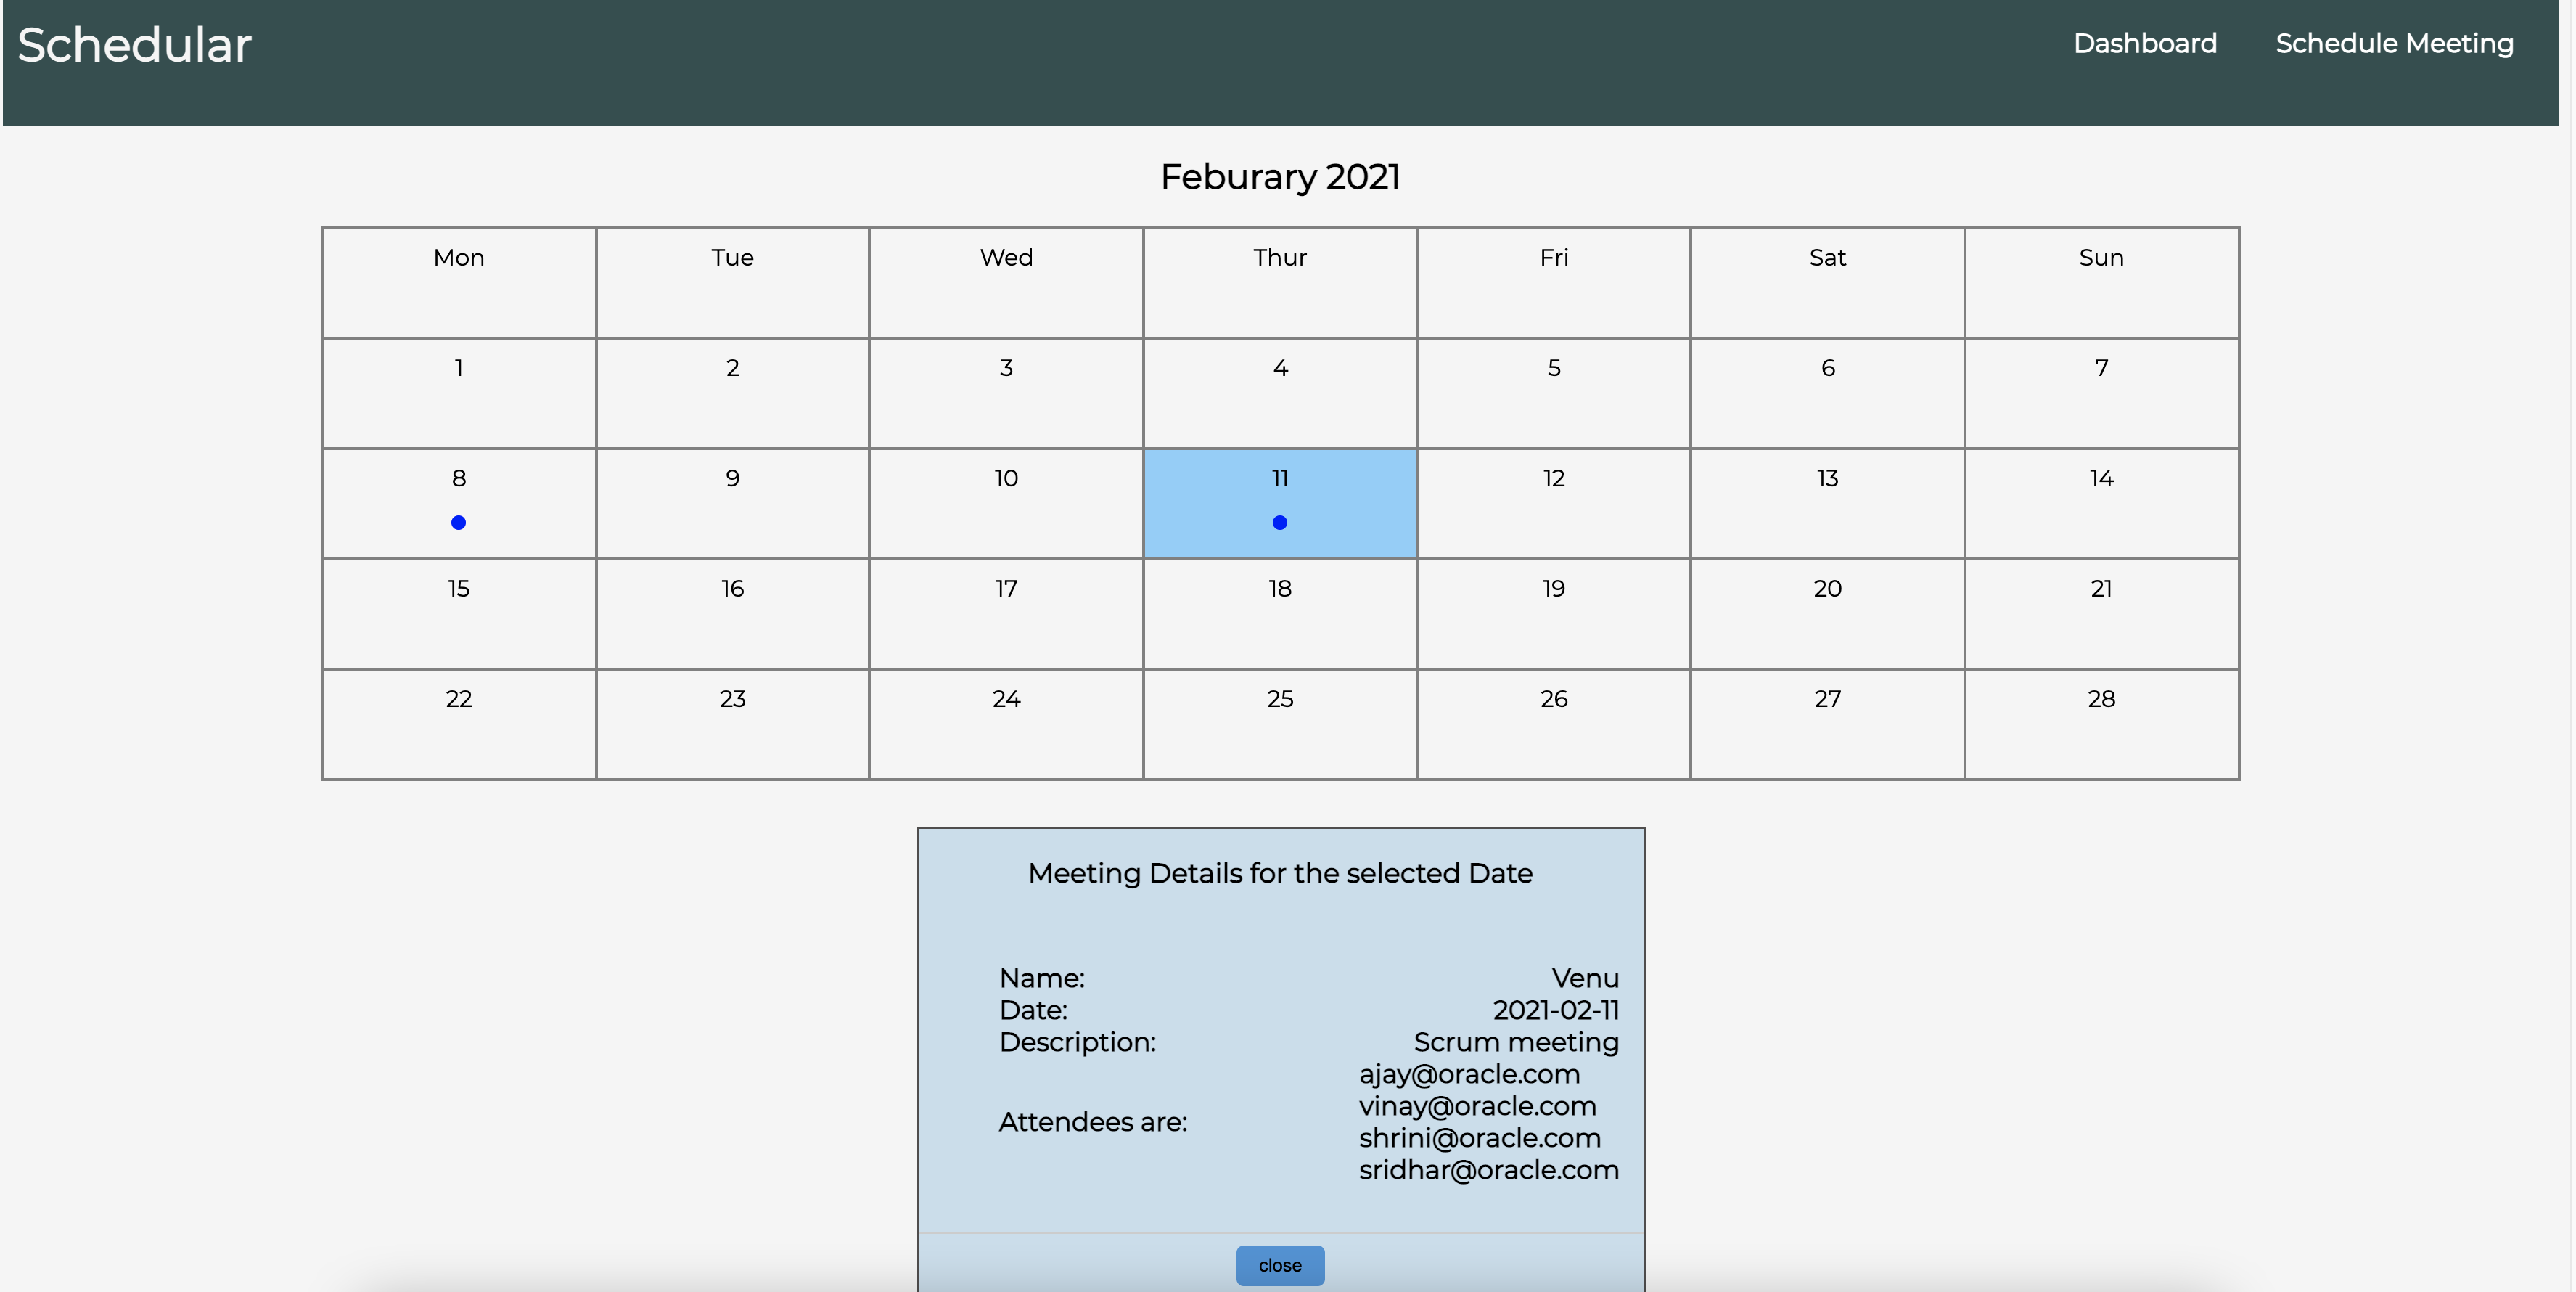 Schedular
Dashboard Schedule Meeting
Feburary 2021
Mon Tue Wed Thur Fri Sat Sun
1 2 3 4 5 6 7
8 9 10 11 12 13 14
15 16 17 18 19 20 21
22 23 24 25 26 27 28
Meeting Details for the selected Date
Name: Venu
Date: 2021-02-11
Description: Scrum meeting
Attendees are:
ajay@oracle.com
vinay@oracle.com
shrini@oracle.com
sridhar@oracle.com
close